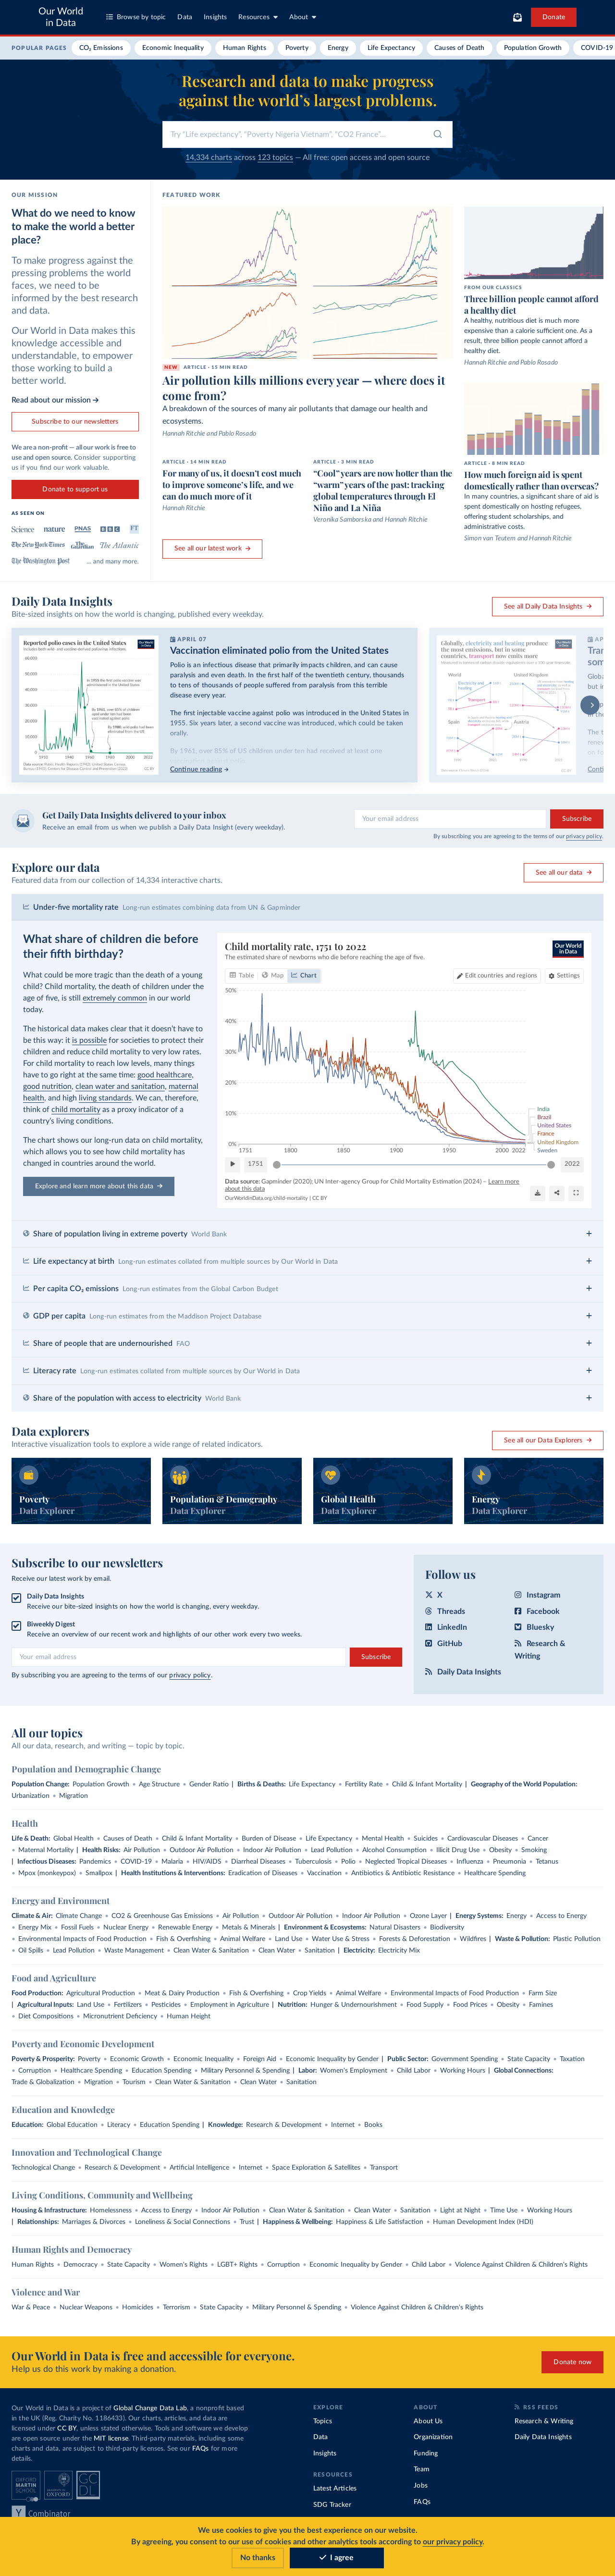 Our World
in Data
Browse by topic
Data
Insights
Resources
About
Donate
POPULAR PAGES
CO₂ Emissions
Economic Inequality
Human Rights
Poverty
Energy
Life Expectancy
Causes of Death
Population Growth
COVID-19
Research and data to make progress
against the world's largest problems.
Try "Life expectancy", "Poverty Nigeria Vietnam", "CO2 France"...
14,334 charts across 123 topics — All free: open access and open source
OUR MISSION
What do we need to know
to make the world a better
place?
To make progress against the
pressing problems the world
faces, we need to be
informed by the best research
and data.
Our World in Data makes this
knowledge accessible and
understandable, to empower
those working to build a
better world.
Read about our mission →
Subscribe to our newsletters
We are a non-profit — all our work is free to
use and open source. Consider supporting
us if you find our work valuable.
Donate to support us
AS SEEN ON
Science nature PNAS BBC FT
The New York Times The Guardian The Atlantic
The Washington Post ... and many more.
FEATURED WORK
NEW ARTICLE - 15 MIN READ
Air pollution kills millions every year — where does it
come from?
A breakdown of the sources of many air pollutants that damage our health and
ecosystems.
Hannah Ritchie and Pablo Rosado
FROM OUR CLASSICS
Three billion people cannot afford
a healthy diet
A healthy, nutritious diet is much more
expensive than a calorie sufficient one. As a
result, three billion people cannot afford a
healthy diet.
Hannah Ritchie and Pablo Rosado
ARTICLE - 14 MIN READ
For many of us, it doesn't cost much
to improve someone's life, and we
can do much more of it
Hannah Ritchie
ARTICLE - 3 MIN READ
"Cool" years are now hotter than the
"warm" years of the past: tracking
global temperatures through El
Niño and La Niña
Veronika Samborska and Hannah Ritchie
ARTICLE - 8 MIN READ
How much foreign aid is spent
domestically rather than overseas?
In many countries, a significant share of aid is
spent domestically on hosting refugees,
offering student scholarships, and
administrative costs.
Simon van Teutem and Hannah Ritchie
See all our latest work →
Daily Data Insights
Bite-sized insights on how the world is changing, published every weekday.
See all Daily Data Insights →
Reported polio cases in the United States
APRIL 07
Vaccination eliminated polio from the United States
Polio is an infectious disease that primarily impacts children, and can cause
paralysis and even death. In the first half of the twentieth century, thousands
to tens of thousands of people suffered from paralysis from this terrible
disease every year.
The first injectable vaccine against polio was introduced in the United States in
1955. Six years later, a second vaccine was introduced, which could be taken
orally.
By 1961, over 85% of US children under ten had received at least one
Continue reading →
Globally, electricity and heating produce
the most emissions, but in some
countries, transport now emits more
Get Daily Data Insights delivered to your inbox
Receive an email from us when we publish a Daily Data Insight (every weekday).
Your email address
Subscribe
By subscribing you are agreeing to the terms of our privacy policy.
Explore our data
Featured data from our collection of 14,334 interactive charts.
See all our data →
Under-five mortality rate Long-run estimates combining data from UN & Gapminder
What share of children die before
their fifth birthday?
What could be more tragic than the death of a young
child? Child mortality, the death of children under the
age of five, is still extremely common in our world
today.
The historical data makes clear that it doesn't have to
be this way: it is possible for societies to protect their
children and reduce child mortality to very low rates.
For child mortality to reach low levels, many things
have to go right at the same time: good healthcare,
good nutrition, clean water and sanitation, maternal
health, and high living standards. We can, therefore,
think of child mortality as a proxy indicator of a
country's living conditions.
The chart shows our long-run data on child mortality,
which allows you to see how child mortality has
changed in countries around the world.
Explore and learn more about this data →
Child mortality rate, 1751 to 2022
The estimated share of newborns who die before reaching the age of five.
Our World
in Data
Table
Map
Chart
Edit countries and regions
Settings
50%
40%
30%
20%
10%
0%
1751
1800
1850
1900
1950
2000
2022
India
Brazil
United States
France
United Kingdom
Sweden
1751
2022
Data source: Gapminder (2020); UN Inter-agency Group for Child Mortality Estimation (2024) – Learn more
about this data
OurWorldinData.org/child-mortality | CC BY
Share of population living in extreme poverty World Bank
Life expectancy at birth Long-run estimates collated from multiple sources by Our World in Data
Per capita CO₂ emissions Long-run estimates from the Global Carbon Budget
GDP per capita Long-run estimates from the Maddison Project Database
Share of people that are undernourished FAO
Literacy rate Long-run estimates collated from multiple sources by Our World in Data
Share of the population with access to electricity World Bank
Data explorers
Interactive visualization tools to explore a wide range of related indicators.
See all our Data Explorers →
Poverty
Data Explorer
Population & Demography
Data Explorer
Global Health
Data Explorer
Energy
Data Explorer
Subscribe to our newsletters
Receive our latest work by email.
Daily Data Insights
Receive our bite-sized insights on how the world is changing, every weekday.
Biweekly Digest
Receive an overview of our recent work and highlights of our other work every two weeks.
Your email address
Subscribe
By subscribing you are agreeing to the terms of our privacy policy.
Follow us
X
Threads
LinkedIn
GitHub
Daily Data Insights
Instagram
Facebook
Bluesky
Research &
Writing
All our topics
All our data, research, and writing — topic by topic.
Population and Demographic Change
Population Change: Population Growth • Age Structure • Gender Ratio | Births & Deaths: Life Expectancy • Fertility Rate • Child & Infant Mortality | Geography of the World Population:
Urbanization • Migration
Health
Life & Death: Global Health • Causes of Death • Child & Infant Mortality • Burden of Disease • Life Expectancy • Mental Health • Suicides • Cardiovascular Diseases • Cancer
• Maternal Mortality | Health Risks: Air Pollution • Outdoor Air Pollution • Indoor Air Pollution • Lead Pollution • Alcohol Consumption • Illicit Drug Use • Obesity • Smoking
| Infectious Diseases: Pandemics • COVID-19 • Malaria • HIV/AIDS • Diarrheal Diseases • Tuberculosis • Polio • Neglected Tropical Diseases • Influenza • Pneumonia • Tetanus
• Mpox (monkeypox) • Smallpox | Health Institutions & Interventions: Eradication of Diseases • Vaccination • Antibiotics & Antibiotic Resistance • Healthcare Spending
Energy and Environment
Climate & Air: Climate Change • CO2 & Greenhouse Gas Emissions • Air Pollution • Outdoor Air Pollution • Indoor Air Pollution • Ozone Layer | Energy Systems: Energy • Access to Energy
• Energy Mix • Fossil Fuels • Nuclear Energy • Renewable Energy • Metals & Minerals | Environment & Ecosystems: Natural Disasters • Biodiversity
• Environmental Impacts of Food Production • Fish & Overfishing • Animal Welfare • Land Use • Water Use & Stress • Forests & Deforestation • Wildfires | Waste & Pollution: Plastic Pollution
• Oil Spills • Lead Pollution • Waste Management • Clean Water & Sanitation • Clean Water • Sanitation | Electricity: Electricity Mix
Food and Agriculture
Food Production: Agricultural Production • Meat & Dairy Production • Fish & Overfishing • Crop Yields • Animal Welfare • Environmental Impacts of Food Production • Farm Size
| Agricultural Inputs: Land Use • Fertilizers • Pesticides • Employment in Agriculture | Nutrition: Hunger & Undernourishment • Food Supply • Food Prices • Obesity • Famines
• Diet Compositions • Micronutrient Deficiency • Human Height
Poverty and Economic Development
Poverty & Prosperity: Poverty • Economic Growth • Economic Inequality • Foreign Aid • Economic Inequality by Gender | Public Sector: Government Spending • State Capacity • Taxation
• Corruption • Healthcare Spending • Education Spending • Military Personnel & Spending | Labor: Women's Employment • Child Labor • Working Hours | Global Connections:
Trade & Globalization • Migration • Tourism • Clean Water & Sanitation • Clean Water • Sanitation
Education and Knowledge
Education: Global Education • Literacy • Education Spending | Knowledge: Research & Development • Internet • Books
Innovation and Technological Change
Technological Change • Research & Development • Artificial Intelligence • Internet • Space Exploration & Satellites • Transport
Living Conditions, Community and Wellbeing
Housing & Infrastructure: Homelessness • Access to Energy • Indoor Air Pollution • Clean Water & Sanitation • Clean Water • Sanitation • Light at Night • Time Use • Working Hours
| Relationships: Marriages & Divorces • Loneliness & Social Connections • Trust | Happiness & Wellbeing: Happiness & Life Satisfaction • Human Development Index (HDI)
Human Rights and Democracy
Human Rights • Democracy • State Capacity • Women's Rights • LGBT+ Rights • Corruption • Economic Inequality by Gender • Child Labor • Violence Against Children & Children's Rights
Violence and War
War & Peace • Nuclear Weapons • Homicides • Terrorism • State Capacity • Military Personnel & Spending • Violence Against Children & Children's Rights
Our World in Data is free and accessible for everyone.
Help us do this work by making a donation.
Donate now
Our World in Data is a project of Global Change Data Lab, a nonprofit based
in the UK (Reg. Charity No. 1186433). Our charts, articles, and data are
licensed under CC BY, unless stated otherwise. Tools and software we develop
are open source under the MIT license. Third-party materials, including some
charts and data, are subject to third-party licenses. See our FAQs for more
details.
OXFORD
MARTIN
SCHOOL
UNIVERSITY OF
OXFORD
GC
DL
Y Combinator
EXPLORE
Topics
Data
Insights
RESOURCES
Latest Articles
SDG Tracker
ABOUT
About Us
Organization
Funding
Team
Jobs
FAQs
RSS FEEDS
Research & Writing
Daily Data Insights
We use cookies to give you the best experience on our website.
By agreeing, you consent to our use of cookies and other analytics tools according to our privacy policy.
No thanks
I agree